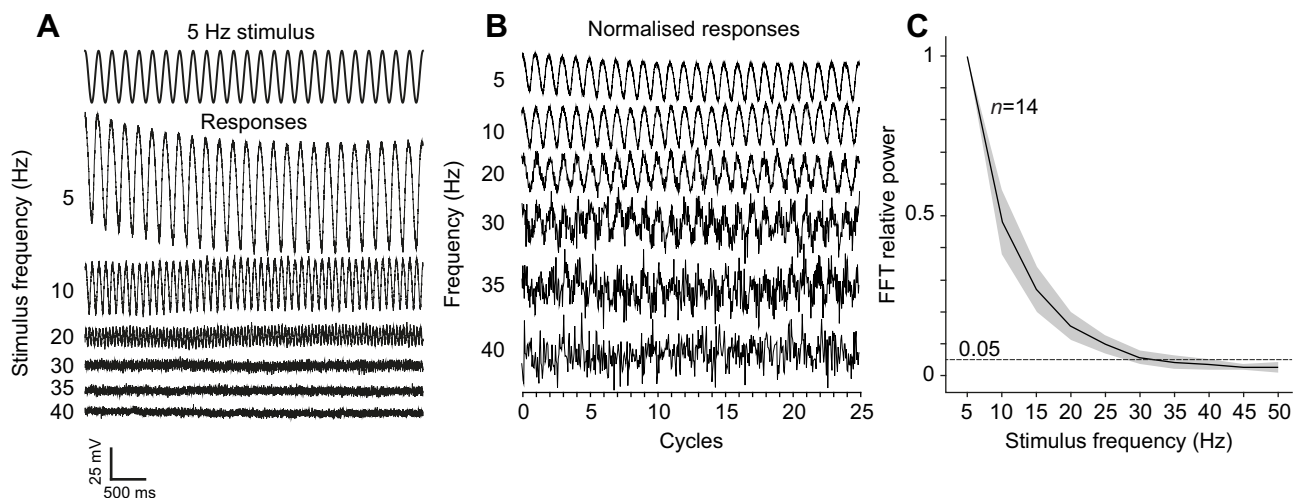 A
5 Hz stimulus
Responses
Stimulus frequency (Hz)
5
10
20
30
35
40
25 mV
500 ms
B
Normalised responses
Frequency (Hz)
5
10
20
30
35
40
0 5 10 15 20 25
Cycles
C
FFT relative power
1
0.5
0
n=14
0.05
5 10 15 20 25 30 35 40 45 50
Stimulus frequency (Hz)